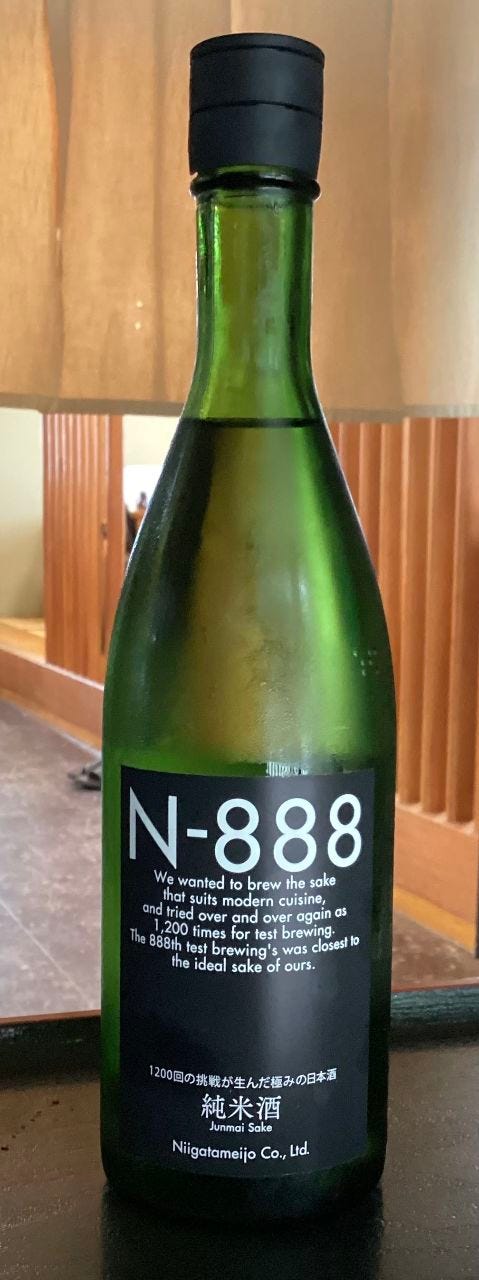 N-888
We wanted to brew the sake
that suits modern cuisine,
and tried over and over again as
1,200 times for test brewing.
The 888th test brewing's was closest to
the ideal sake of ours.
1200回の挑戦が生んだ極みの日本酒
純米酒
Junmai Sake
Niigatameijo Co., Ltd.